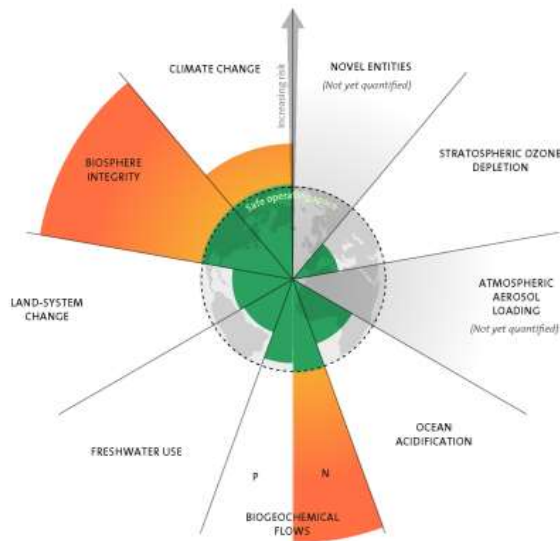 CLIMATE CHANGE
Increasing risk
NOVEL ENTITIES
(Not yet quantified)
STRATOSPHERIC OZONE
DEPLETION
BIOSPHERE
INTEGRITY
Safe operating space
LAND-SYSTEM
CHANGE
ATMOSPHERIC
AEROSOL
LOADING
(Not yet quantified)
OCEAN
ACIDIFICATION
FRESHWATER USE
P
N
BIOGEOCHEMICAL
FLOWS